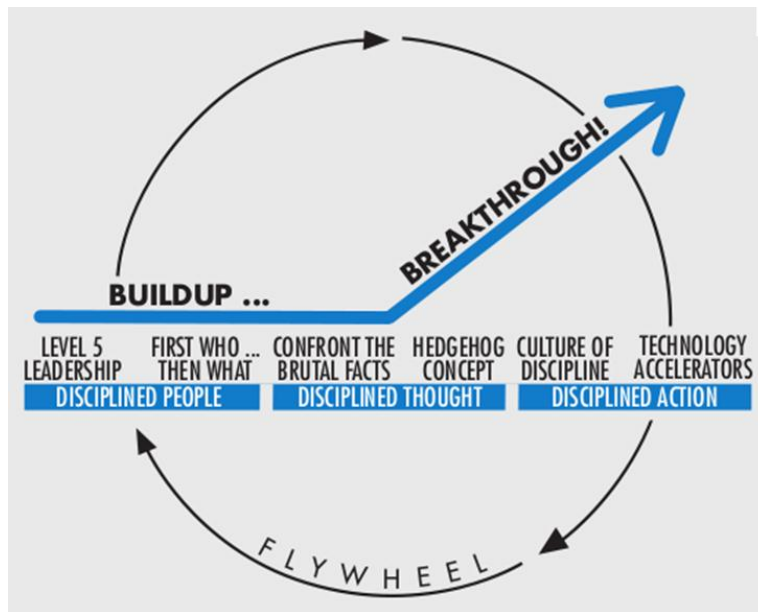 BREAKTHROUGH!
BUILDUP ...
LEVEL 5
LEADERSHIP
FIRST WHO ...
THEN WHAT
CONFRONT THE
BRUTAL FACTS
HEDGEHOG
CONCEPT
CULTURE OF
DISCIPLINE
TECHNOLOGY
ACCELERATORS
DISCIPLINED PEOPLE
DISCIPLINED THOUGHT
DISCIPLINED ACTION
FLYWHEEL